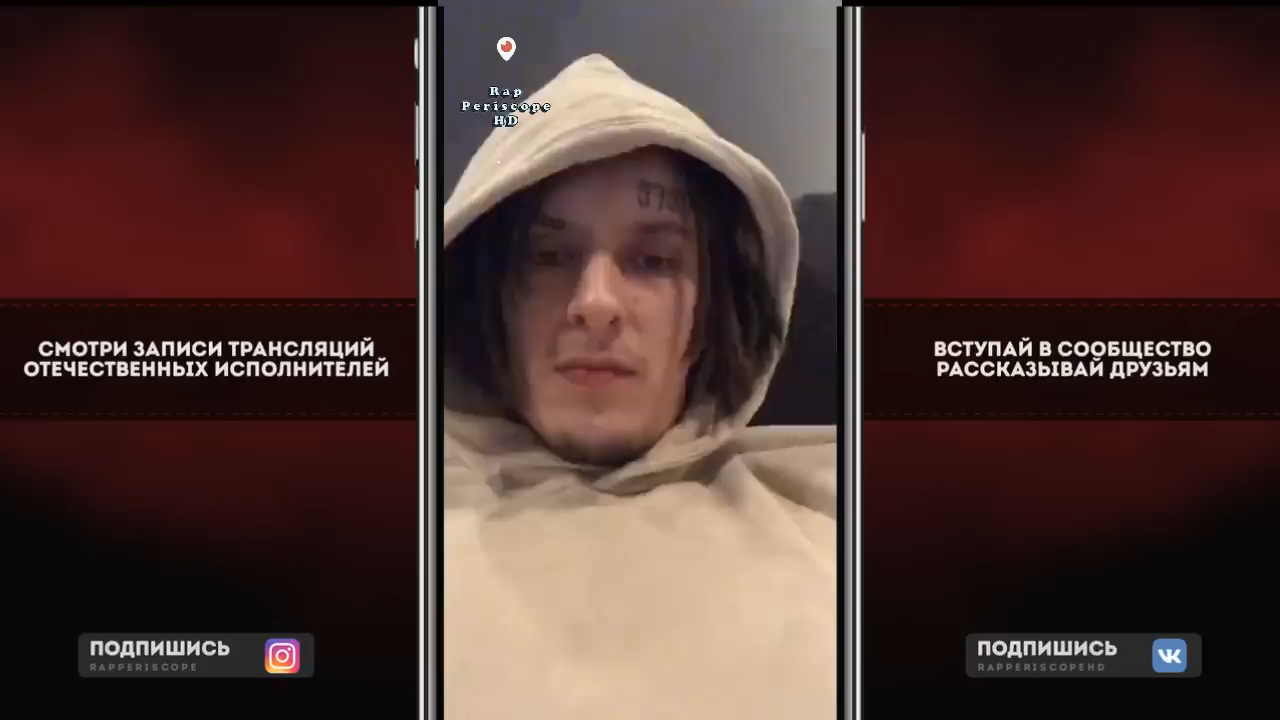 Rap
Periscope
HD
СМОТРИ ЗАПИСИ ТРАНСЛЯЦИЙ
ОТЕЧЕСТВЕННЫХ ИСПОЛНИТЕЛЕЙ
ВСТУПАЙ В СООБЩЕСТВО
РАССКАЗЫВАЙ ДРУЗЬЯМ
ПОДПИШИСЬ
RAPPERISCOPE
ПОДПИШИСЬ
RAPPERISCOPEHD